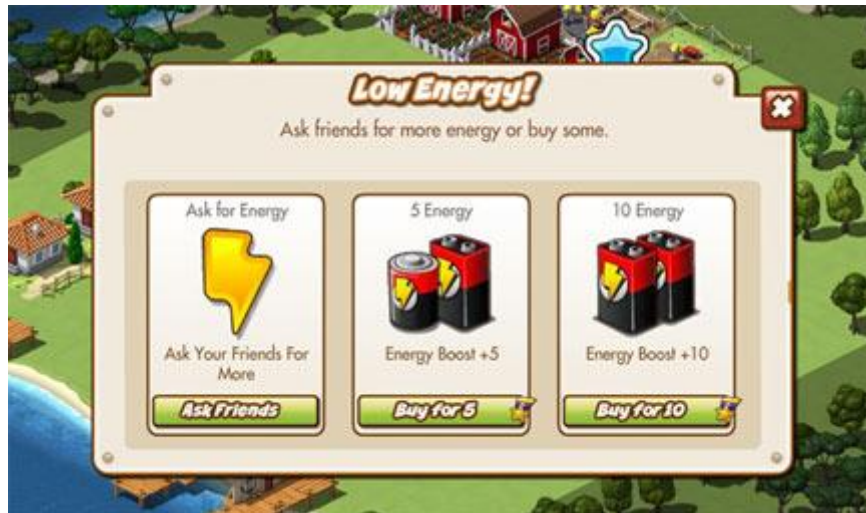 Low Energy!
Ask friends for more energy or buy some.
Ask for Energy
Ask Your Friends For
More
Ask Friends
5 Energy
Energy Boost +5
Buy for 5
10 Energy
Energy Boost +10
Buy for 10